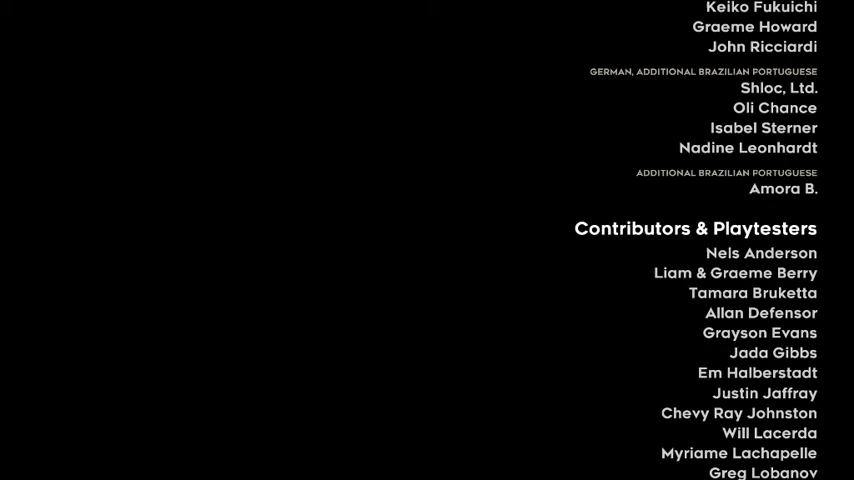 Keiko Fukuichi
Graeme Howard
John Ricciardi
GERMAN, ADDITIONAL BRAZILIAN PORTUGUESE
Shloc, Ltd.
Oli Chance
Isabel Sterner
Nadine Leonhardt
ADDITIONAL BRAZILIAN PORTUGUESE
Amora B.
Contributors & Playtesters
Nels Anderson
Liam & Graeme Berry
Tamara Bruketta
Allan Defensor
Grayson Evans
Jada Gibbs
Em Halberstadt
Justin Jaffray
Chevy Ray Johnston
Will Lacerda
Myriame Lachapelle
Greg Lobanov